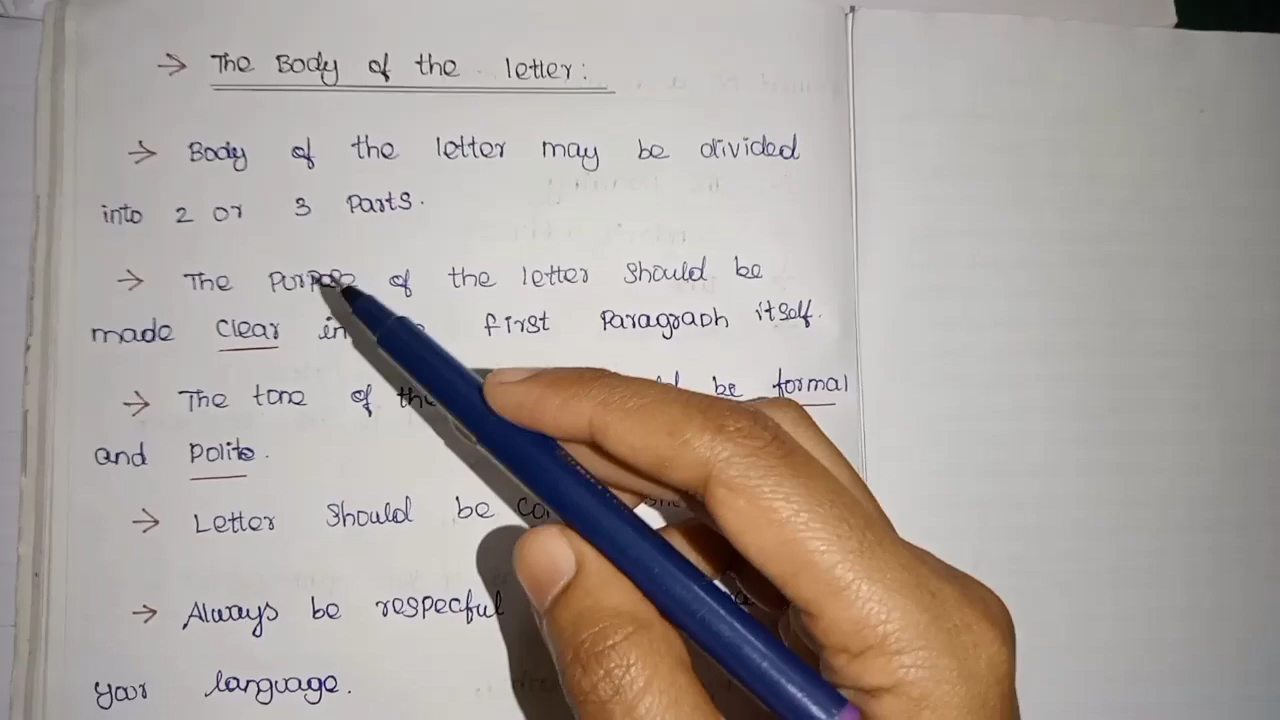 → The Body of the letter:
→ Body of the letter may be divided
into 2 or 3 Parts.
→ The Purpose of the letter should be
made clear in first Paragraph itself.
→ The tone of the be formal
and polite.
→ Letter should be
→ Always be respecful
your language.